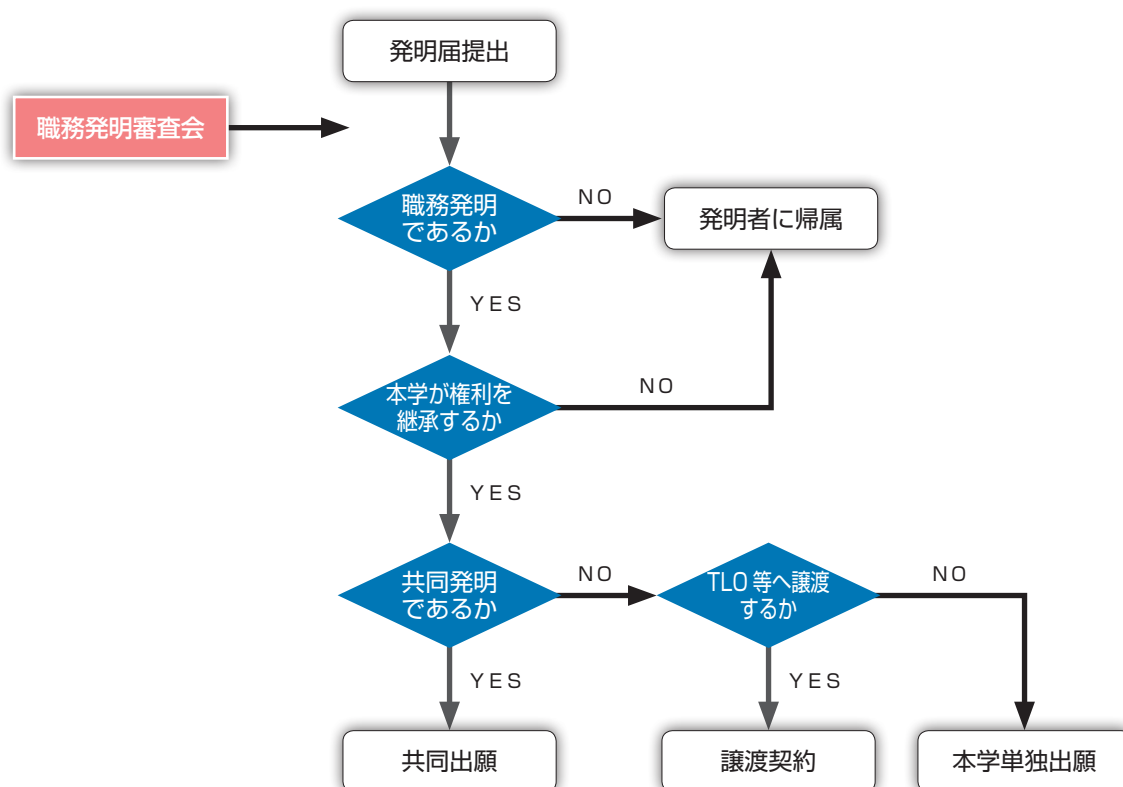 発明届提出
職務発明審査会
職務発明
であるか
NO
発明者に帰属
YES
本学が権利を
継承するか
NO
YES
共同発明
であるか
NO
TLO等へ譲渡
するか
NO
YES
YES
共同出願
譲渡契約
本学単独出願